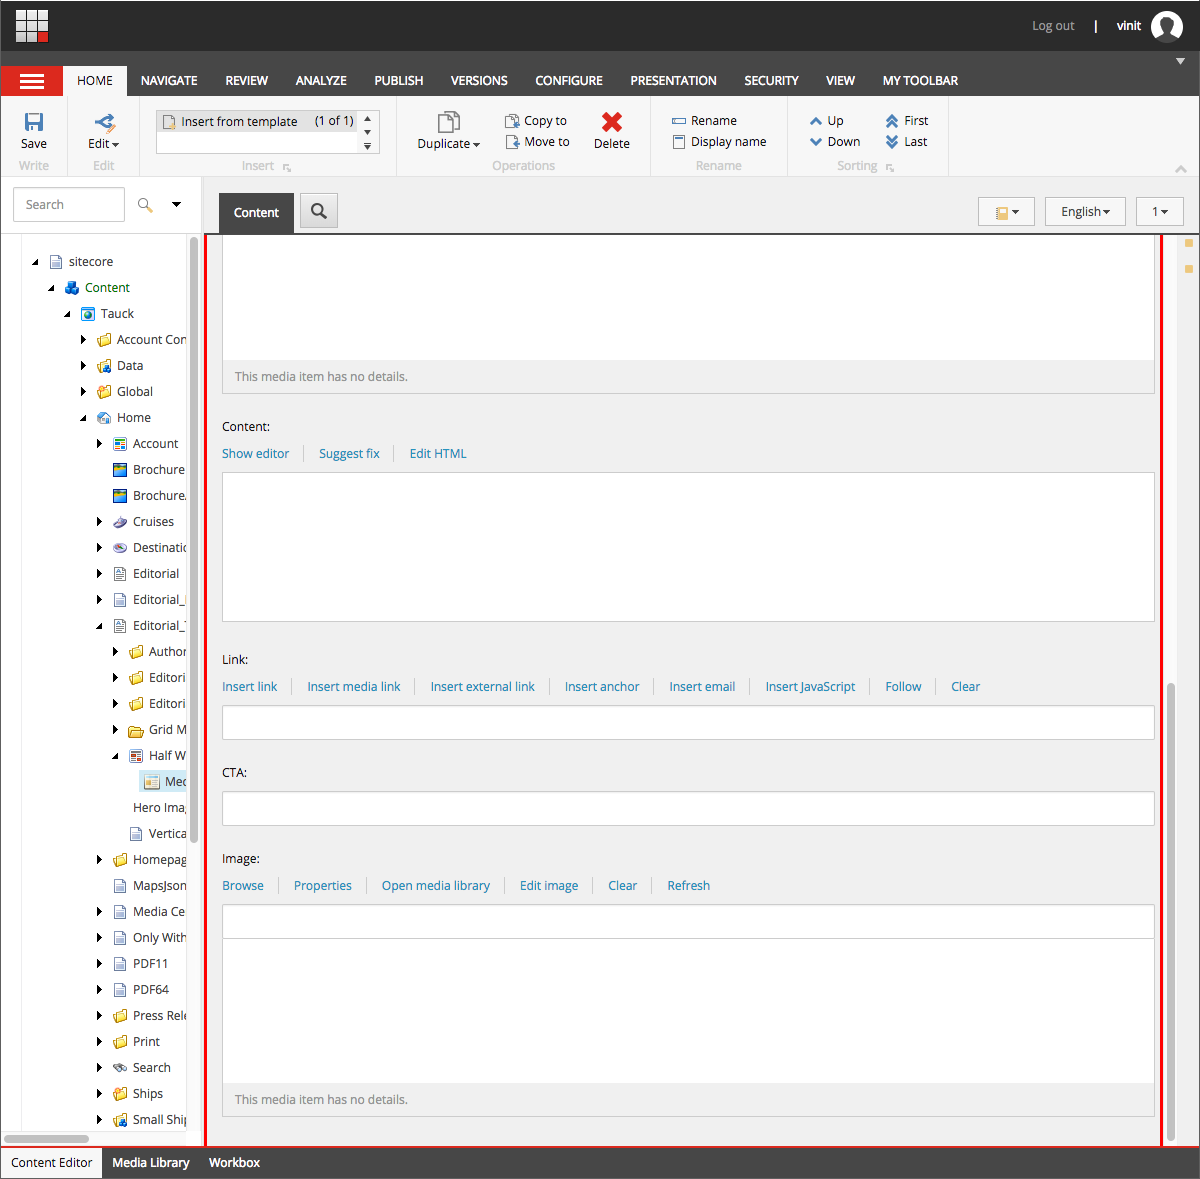 Log out | vinit
HOME NAVIGATE REVIEW ANALYZE PUBLISH VERSIONS CONFIGURE PRESENTATION SECURITY VIEW MY TOOLBAR
Insert from template (1 of 1)
Save
Write
Edit
Edit
Insert
Duplicate
Copy to
Move to
Delete
Operations
Rename
Display name
Rename
Up
Down
First
Last
Sorting
Search
Content
English
1
sitecore
Content
Tauck
Account Con
Data
Global
Home
Account
Brochure
Brochure
Cruises
Destinatio
Editorial
Editorial_
Editorial_
Author
Editori
Editori
Grid M
Half W
Med
Hero Imag
Vertica
Homepag
MapsJson
Media Ce
Only With
PDF11
PDF64
Press Rele
Print
Search
Ships
Small Ship
This media item has no details.
Content:
Show editor Suggest fix Edit HTML
Link:
Insert link Insert media link Insert external link Insert anchor Insert email Insert JavaScript Follow Clear
CTA:
Image:
Browse Properties Open media library Edit image Clear Refresh
This media item has no details.
Content Editor Media Library Workbox